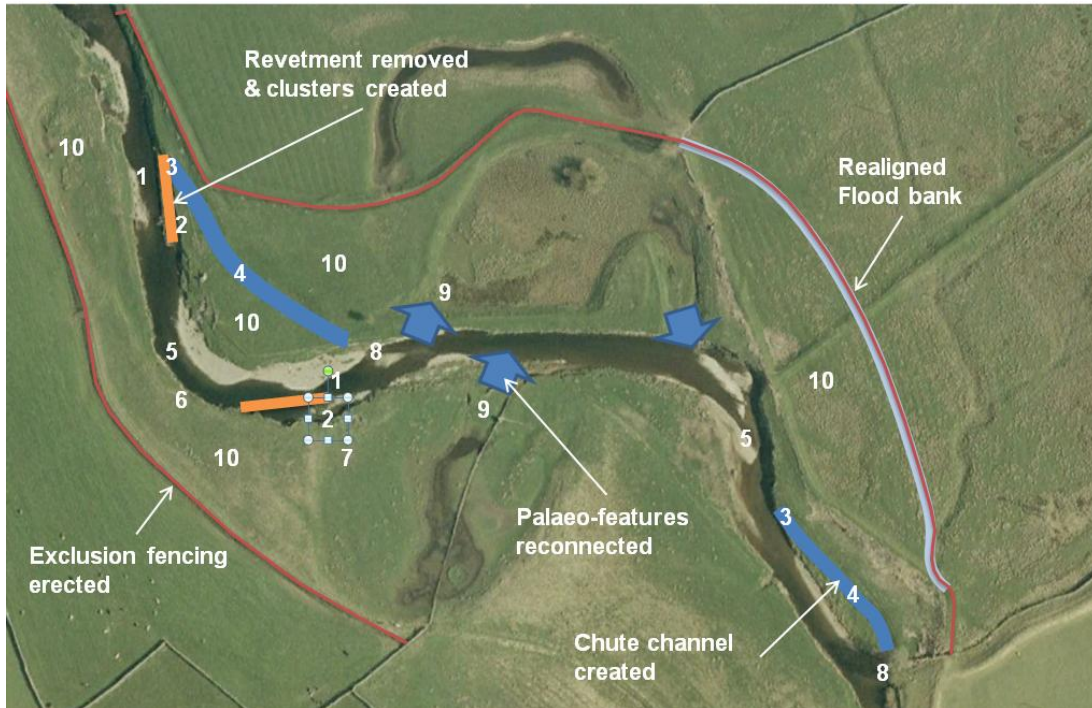 Revetment removed
& clusters created
10
1
3
2
Realigned
Flood bank
10
4
9
10
5
8
1
10
6
2
9
5
10
7
Palaeo-features
reconnected
3
Exclusion fencing
erected
4
Chute channel
created
8